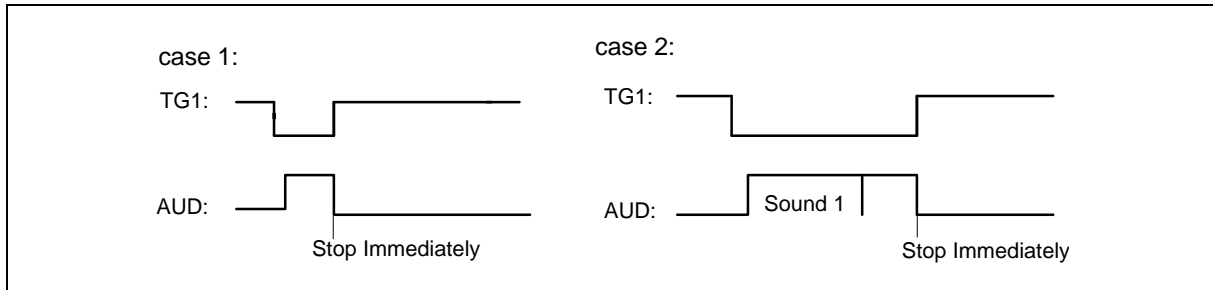 case 1:
TG1:
AUD:
Stop Immediately
case 2:
TG1:
AUD:
Sound 1
Stop Immediately